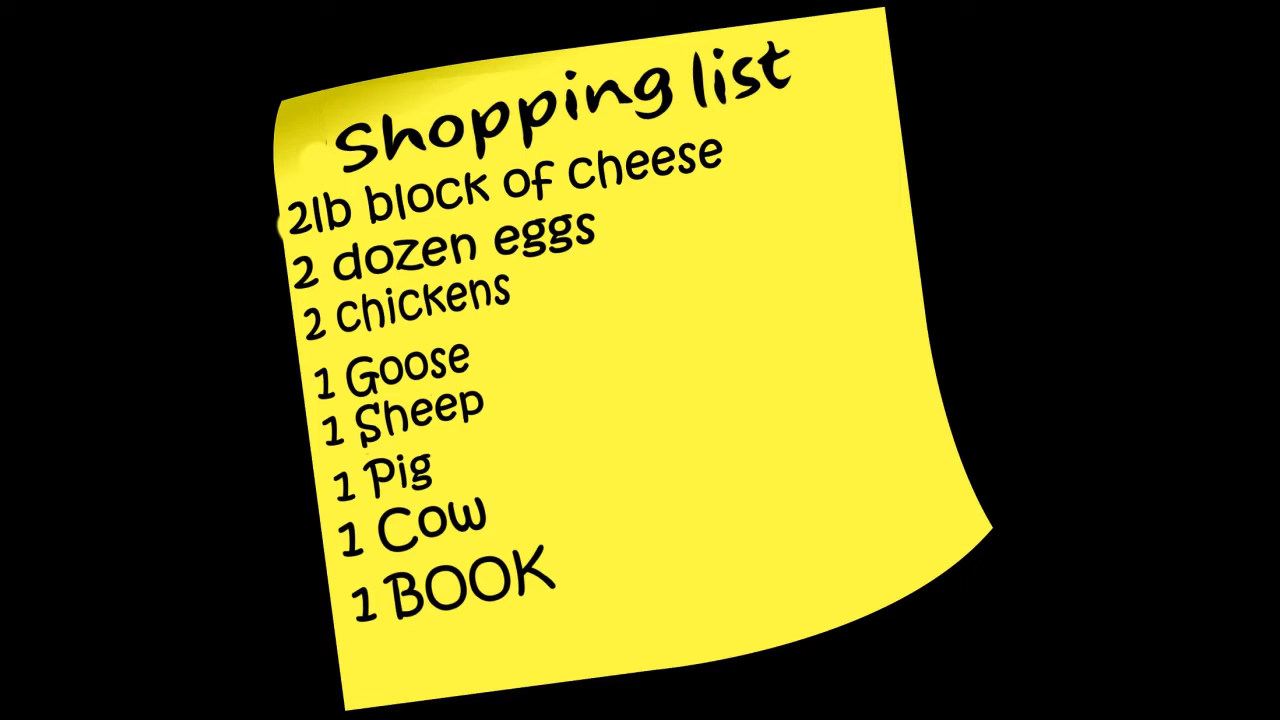 Shopping list
2lb block of cheese
2 dozen eggs
2 chickens
1 Goose
1 Sheep
1 Pig
1 Cow
1 BOOK